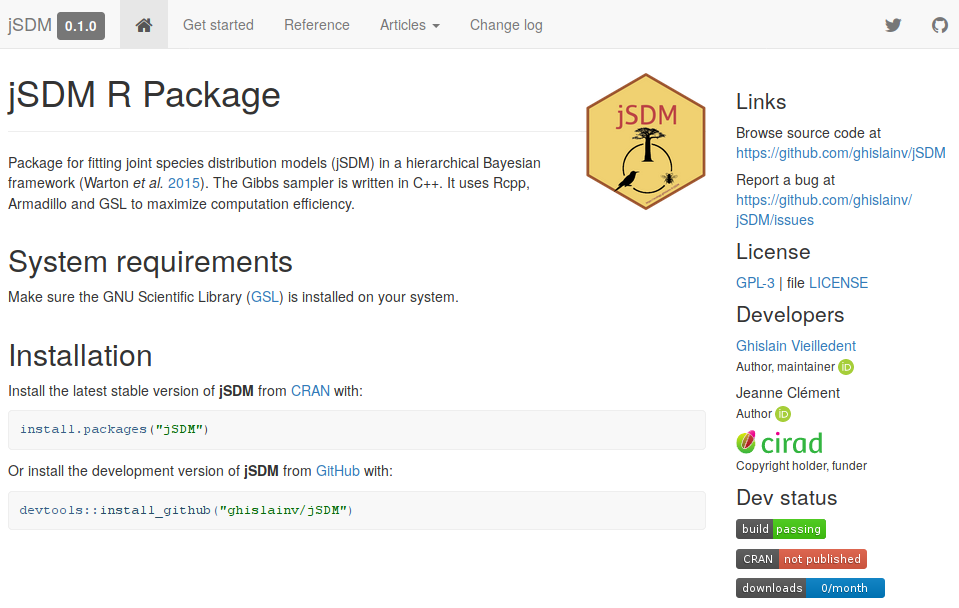 jSDM 0.1.0 Get started Reference Articles Change log
jSDM R Package
Package for fitting joint species distribution models (jSDM) in a hierarchical Bayesian
framework (Warton et al. 2015). The Gibbs sampler is written in C++. It uses Rcpp,
Armadillo and GSL to maximize computation efficiency.
jSDM
System requirements
Make sure the GNU Scientific Library (GSL) is installed on your system.
Installation
Install the latest stable version of jSDM from CRAN with:
install.packages("jSDM")
Or install the development version of jSDM from GitHub with:
devtools::install_github("ghislainv/jSDM")
Links
Browse source code at
https://github.com/ghislainv/jSDM
Report a bug at
https://github.com/ghislainv/
jSDM/issues
License
GPL-3 | file LICENSE
Developers
Ghislain Vieilledent
Author, maintainer iD
Jeanne Clément
Author iD
cirad
Copyright holder, funder
Dev status
build passing
CRAN not published
downloads 0/month